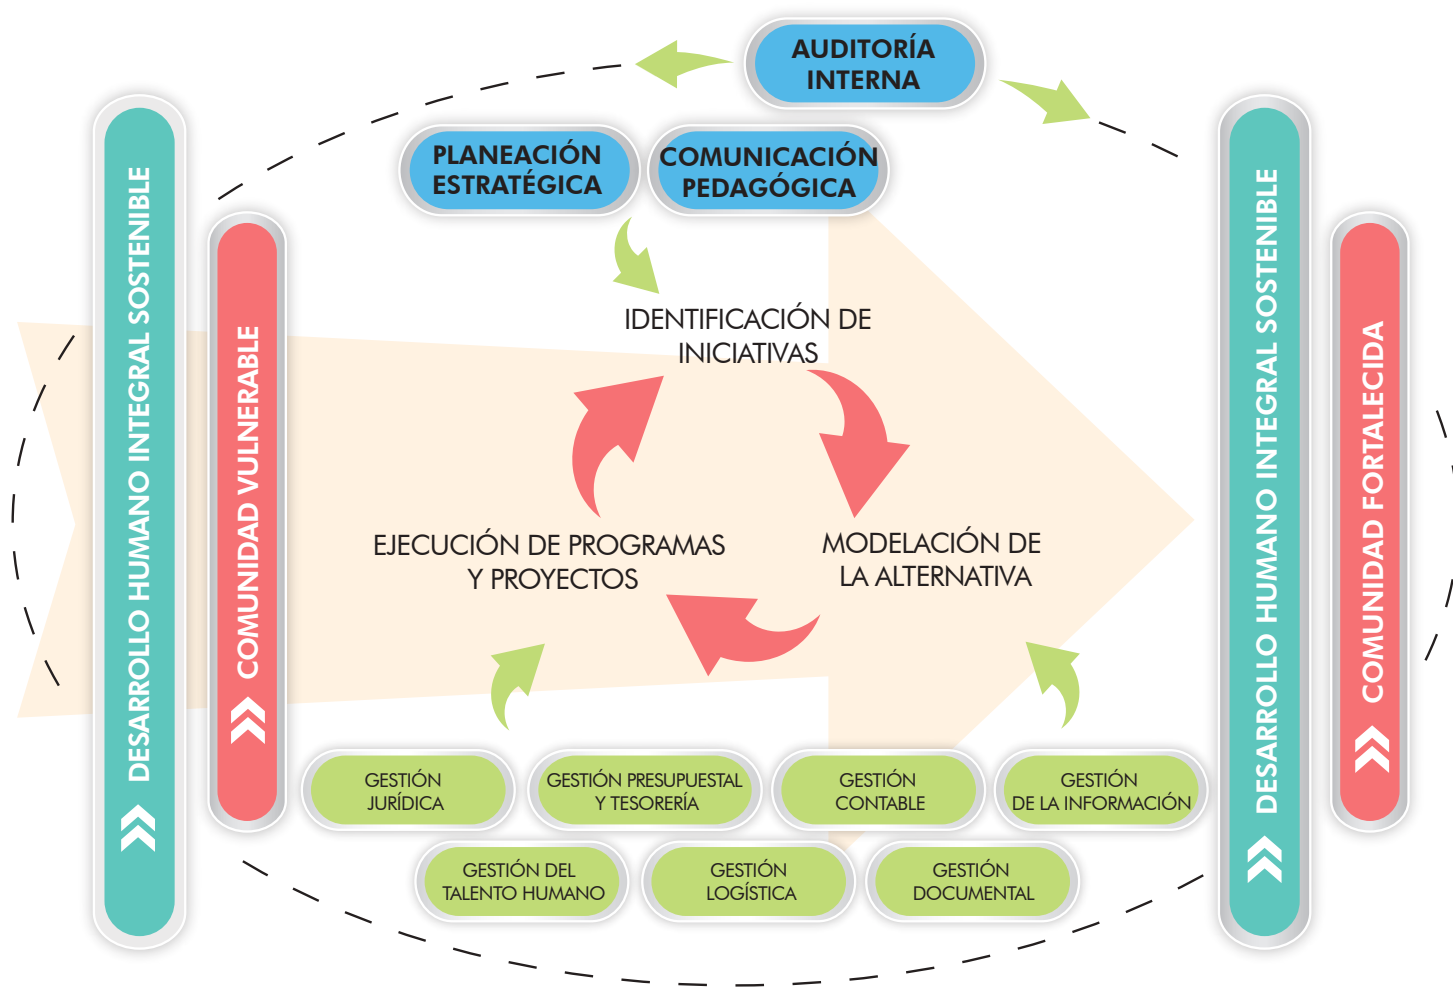 AUDITORÍA
INTERNA
PLANEACIÓN
ESTRATÉGICA
COMUNICACIÓN
PEDAGÓGICA
DESARROLLO HUMANO INTEGRAL SOSTENIBLE
COMUNIDAD VULNERABLE
IDENTIFICACIÓN DE
INICIATIVAS
EJECUCIÓN DE PROGRAMAS
Y PROYECTOS
MODELACIÓN DE
LA ALTERNATIVA
DESARROLLO HUMANO INTEGRAL SOSTENIBLE
COMUNIDAD FORTALECIDA
GESTIÓN
JURÍDICA
GESTIÓN PRESUPUESTAL
Y TESORERÍA
GESTIÓN
CONTABLE
GESTIÓN
DE LA INFORMACIÓN
GESTIÓN DEL
TALENTO HUMANO
GESTIÓN
LOGÍSTICA
GESTIÓN
DOCUMENTAL